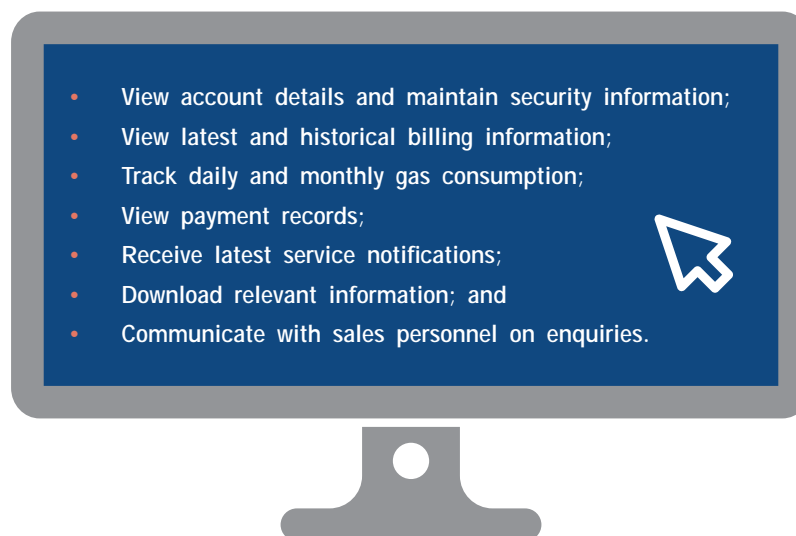 • View account details and maintain security information;
• View latest and historical billing information;
• Track daily and monthly gas consumption;
• View payment records;
• Receive latest service notifications;
• Download relevant information; and
• Communicate with sales personnel on enquiries.